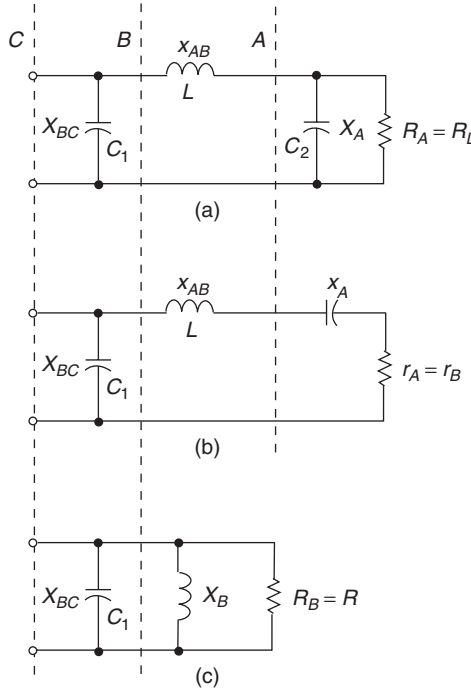 C B A
x_AB
L
X_BC
C_1
C_2
X_A
R_A = R_L
(a)
x_AB
L
x_A
X_BC
C_1
r_A = r_B
(b)
X_BC
C_1
X_B
R_B = R
(c)